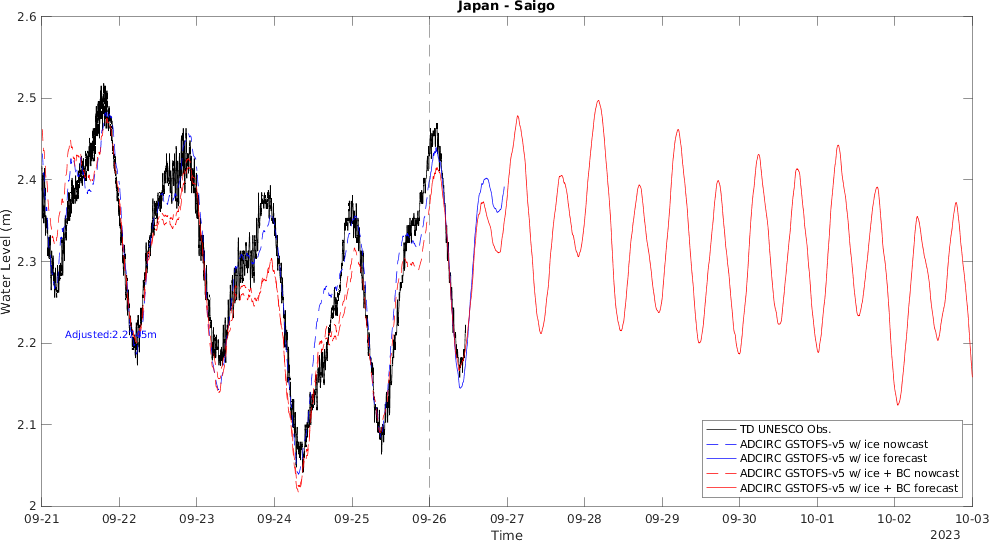 Japan - Saigo
2.6
2.5
2.4
2.3
2.2
2.1
2
Water Level (m)
TD UNESCO Obs.
ADCIRC GSTOFS-v5 w/ ice nowcast
ADCIRC GSTOFS-v5 w/ ice forecast
ADCIRC GSTOFS-v5 w/ ice + BC nowcast
ADCIRC GSTOFS-v5 w/ ice + BC forecast
09-21 09-22 09-23 09-24 09-25 09-26 09-27 09-28 09-29 09-30 10-01 10-02 10-03
Time
2023